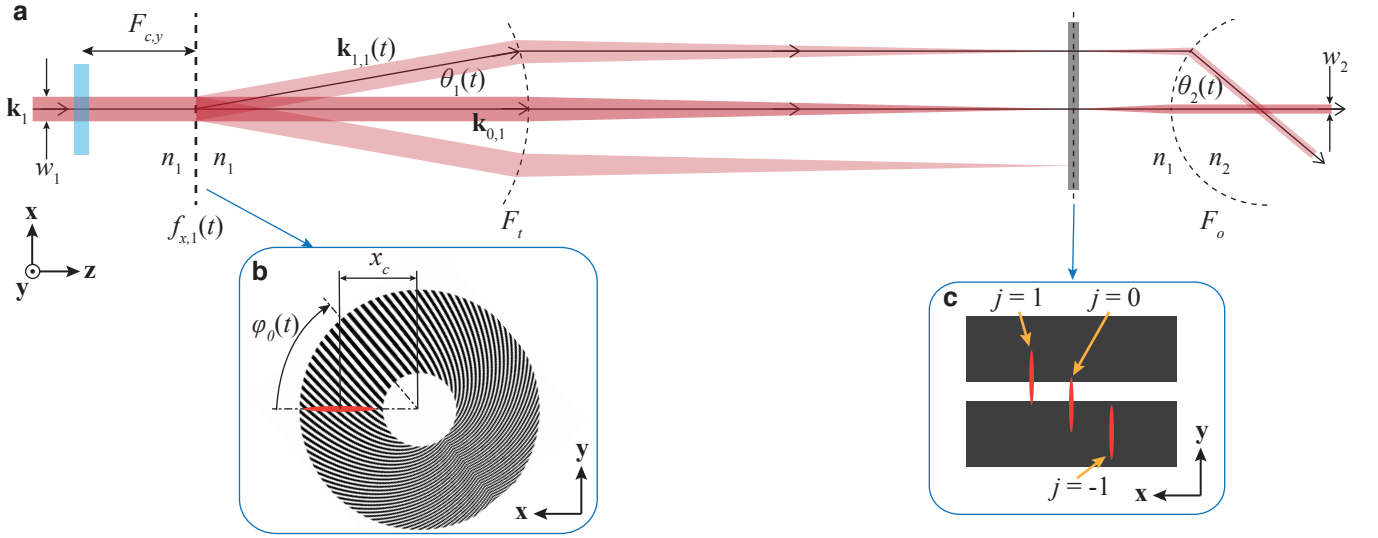 a
F_{c,y}
k_{1,1}(t)
θ_1(t)
k_1
k_{0,1}
w_1
n_1 n_1
f_{x,1}(t)
F_t
θ_2(t)
w_2
n_1 n_2
F_o
x
y z
b
x_c
φ_0(t)
y
x
c
j = 1 j = 0
j = -1
y
x